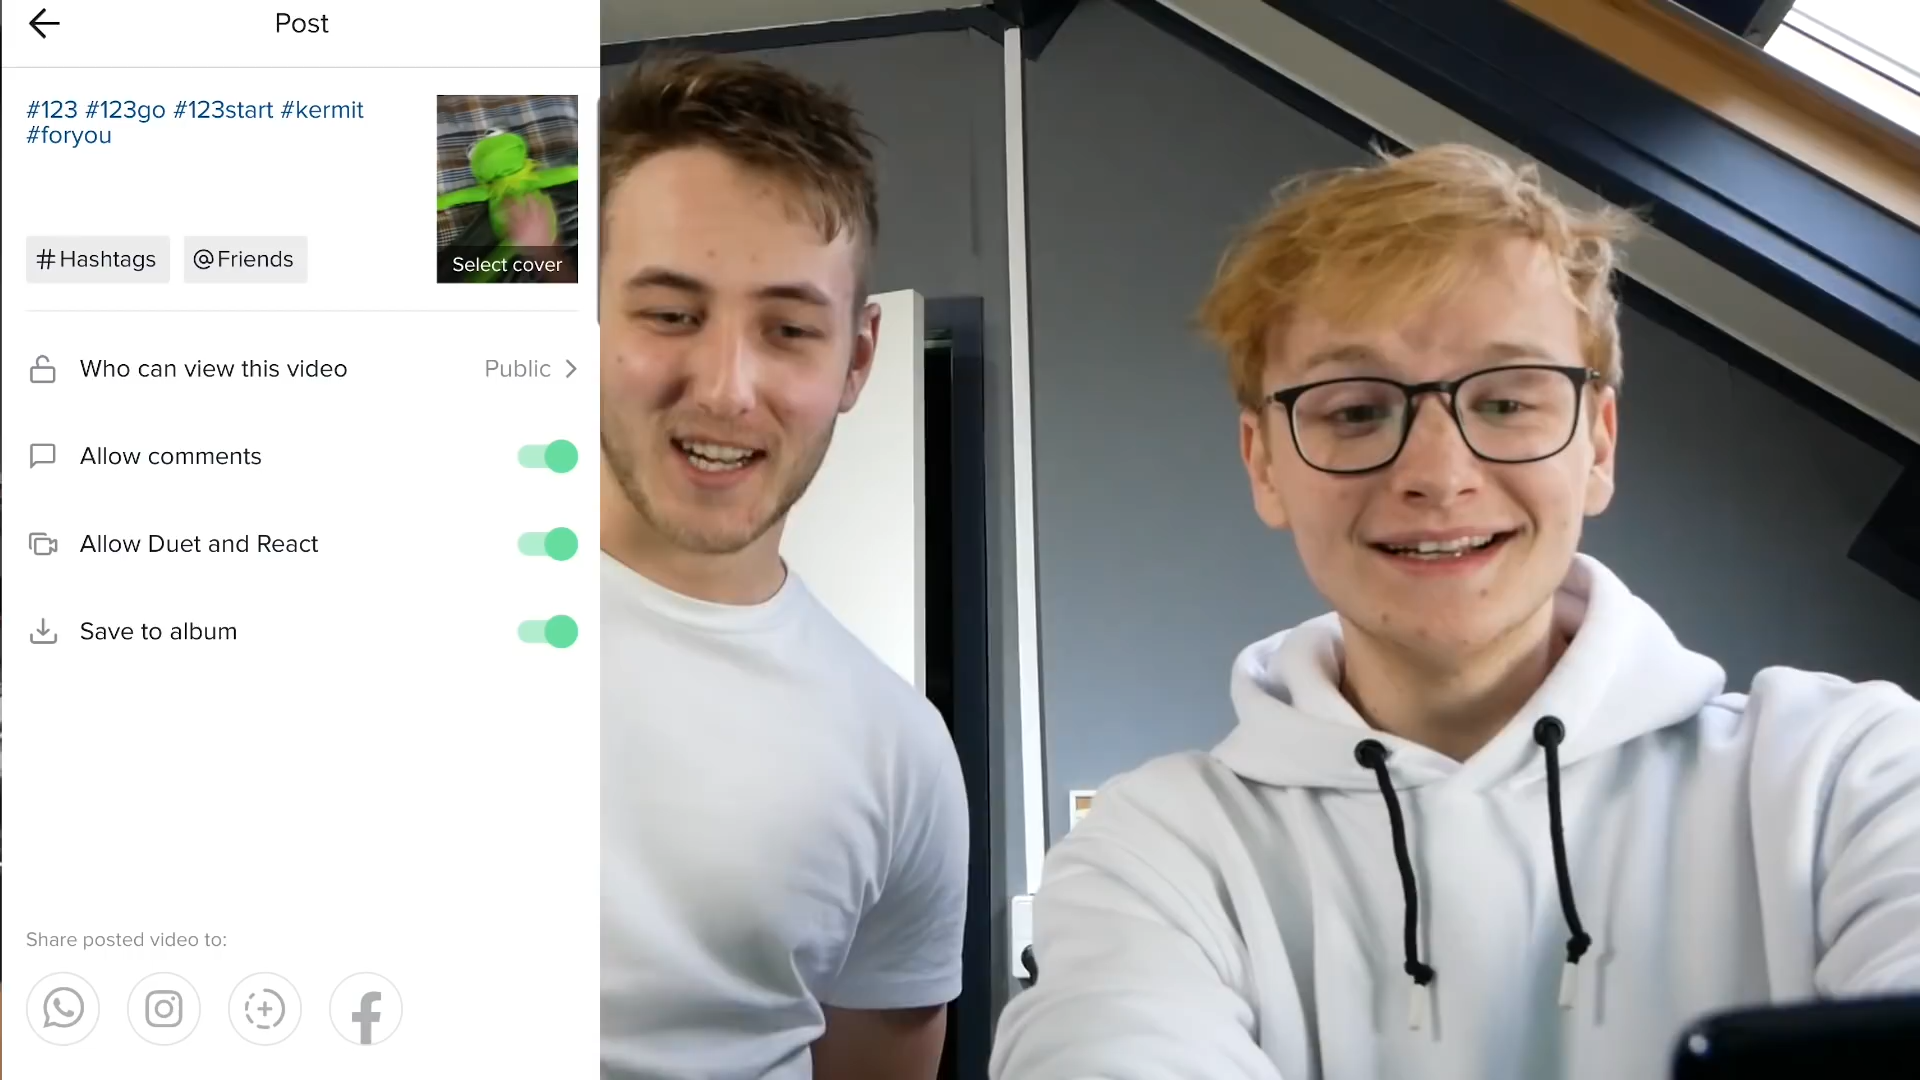 Post
#123 #123go #123start #kermit
#foryou
#Hashtags @Friends
Select cover
Who can view this video Public
Allow comments
Allow Duet and React
Save to album
Share posted video to: